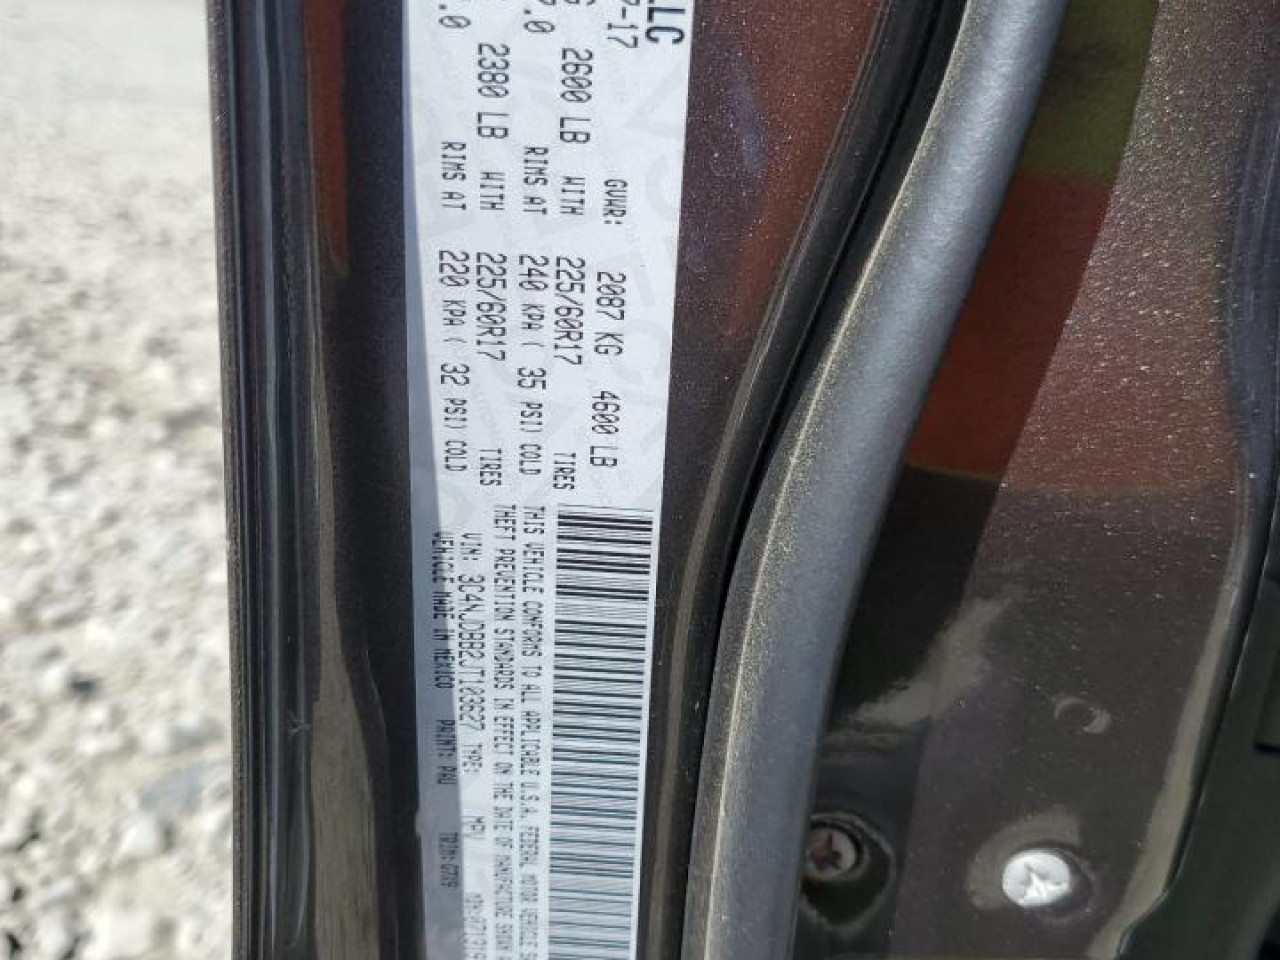 LLC
-17
GVWR: 2087 KG 4600 LB
2600 LB WITH 225/60R17 TIRES
7.0 RIMS AT 240 KPA ( 35 PSI) COLD
2380 LB WITH 225/60R17 TIRES
.0 RIMS AT 220 KPA ( 32 PSI) COLD
THIS VEHICLE CONFORMS TO ALL APPLICABLE U.S.A. FEDERAL MOTOR VEHICLE
THEFT PREVENTION STANDARDS IN EFFECT ON THE DATE OF MANUFACTURE SHOWN
VIN: 3C4NJDBB2JT103627 TYPE: MPV
VEHICLE MADE IN MEXICO PAINT: PAU